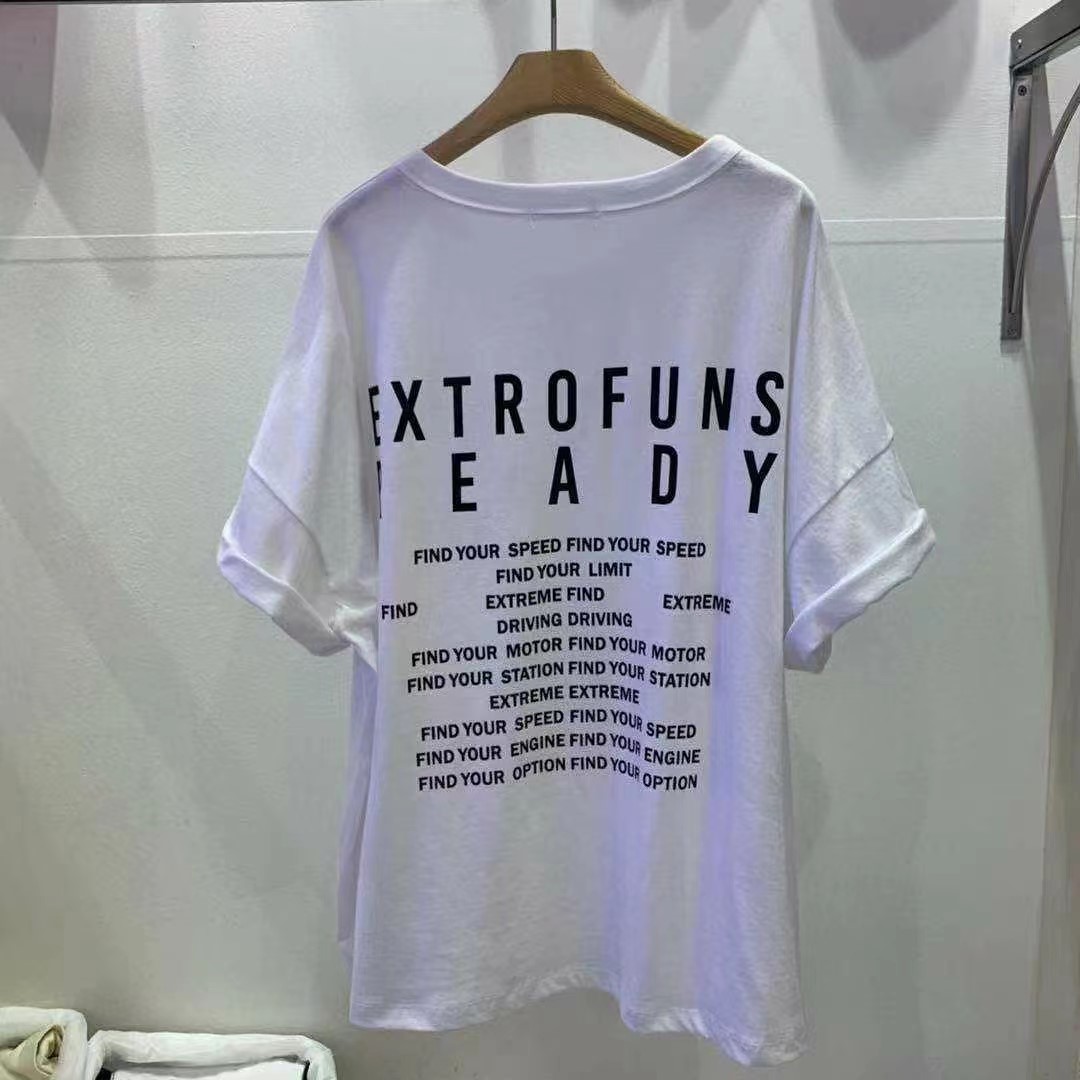 EXTROFUNS
EADY
FIND YOUR SPEED FIND YOUR SPEED
FIND YOUR LIMIT
FIND EXTREME FIND EXTREME
DRIVING DRIVING
FIND YOUR MOTOR FIND YOUR MOTOR
FIND YOUR STATION FIND YOUR STATION
EXTREME EXTREME
FIND YOUR SPEED FIND YOUR SPEED
FIND YOUR ENGINE FIND YOUR ENGINE
FIND YOUR OPTION FIND YOUR OPTION